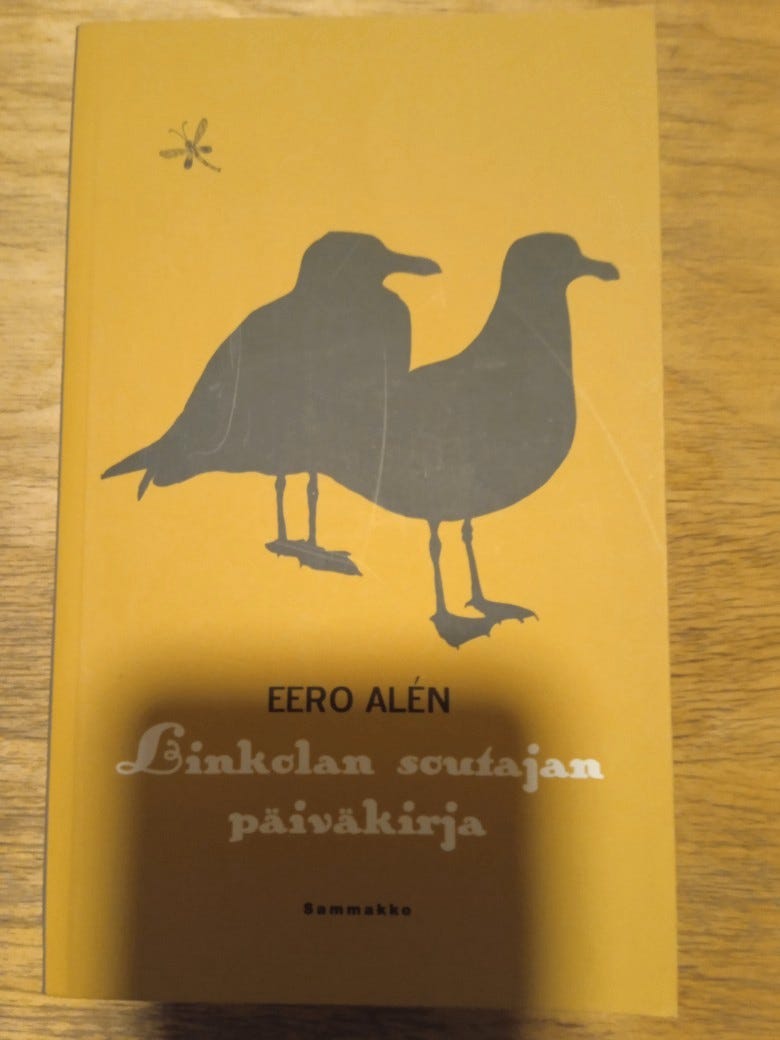 EERO ALÉN
Linkolan soutajan
päiväkirja
Sammakko